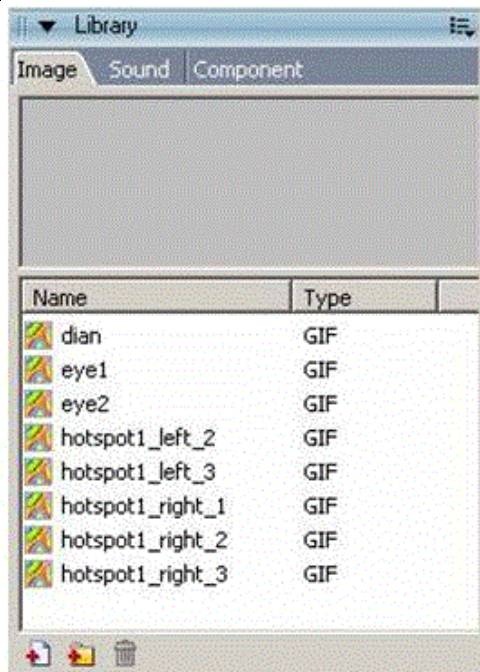 Library
Image Sound Component
Name Type
dian GIF
eye1 GIF
eye2 GIF
hotspot1_left_2 GIF
hotspot1_left_3 GIF
hotspot1_right_1 GIF
hotspot1_right_2 GIF
hotspot1_right_3 GIF